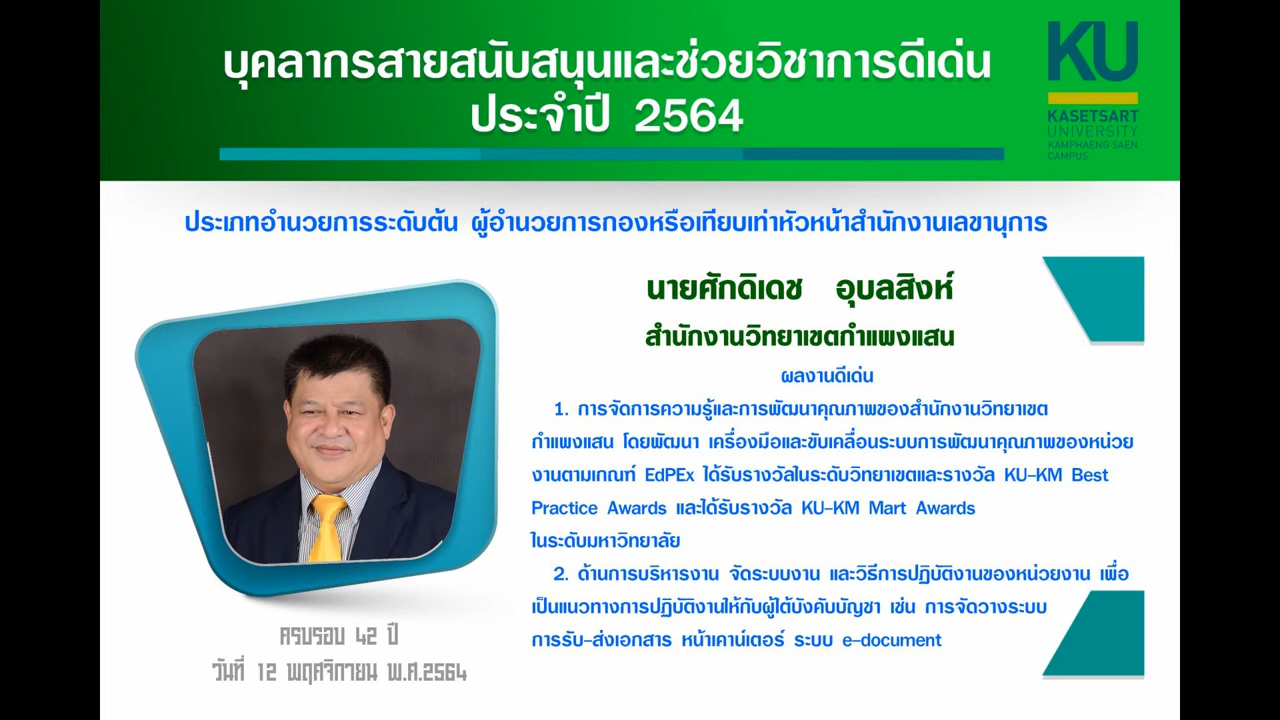 บุคลากรสายสนับสนุนและช่วยวิชาการดีเด่น
ประจำปี 2564
KU
KASETSART
UNIVERSITY
KAMPHAENG SAEN
CAMPUS
ประเภทอำนวยการระดับต้น ผู้อำนวยการกองหรือเทียบเท่าหัวหน้าสำนักงานเลขานุการ
นายศักดิเดช อุบลสิงห์
สำนักงานวิทยาเขตกำแพงแสน
ผลงานดีเด่น
1. การจัดการความรู้และการพัฒนาคุณภาพของสำนักงานวิทยาเขต
กำแพงแสน โดยพัฒนา เครื่องมือและขับเคลื่อนระบบการพัฒนาคุณภาพของหน่วย
งานตามเกณฑ์ EdPEx ได้รับรางวัลในระดับวิทยาเขตและรางวัล KU-KM Best
Practice Awards และได้รับรางวัล KU-KM Mart Awards
ในระดับมหาวิทยาลัย
2. ด้านการบริหารงาน จัดระบบงาน และวิธีการปฏิบัติงานของหน่วยงาน เพื่อ
เป็นแนวทางการปฏิบัติงานให้กับผู้ใต้บังคับบัญชา เช่น การจัดวางระบบ
การรับ-ส่งเอกสาร หน้าเคาน์เตอร์ ระบบ e-document
ครบรอบ 42 ปี
วันที่ 12 พฤศจิกายน พ.ศ.2564